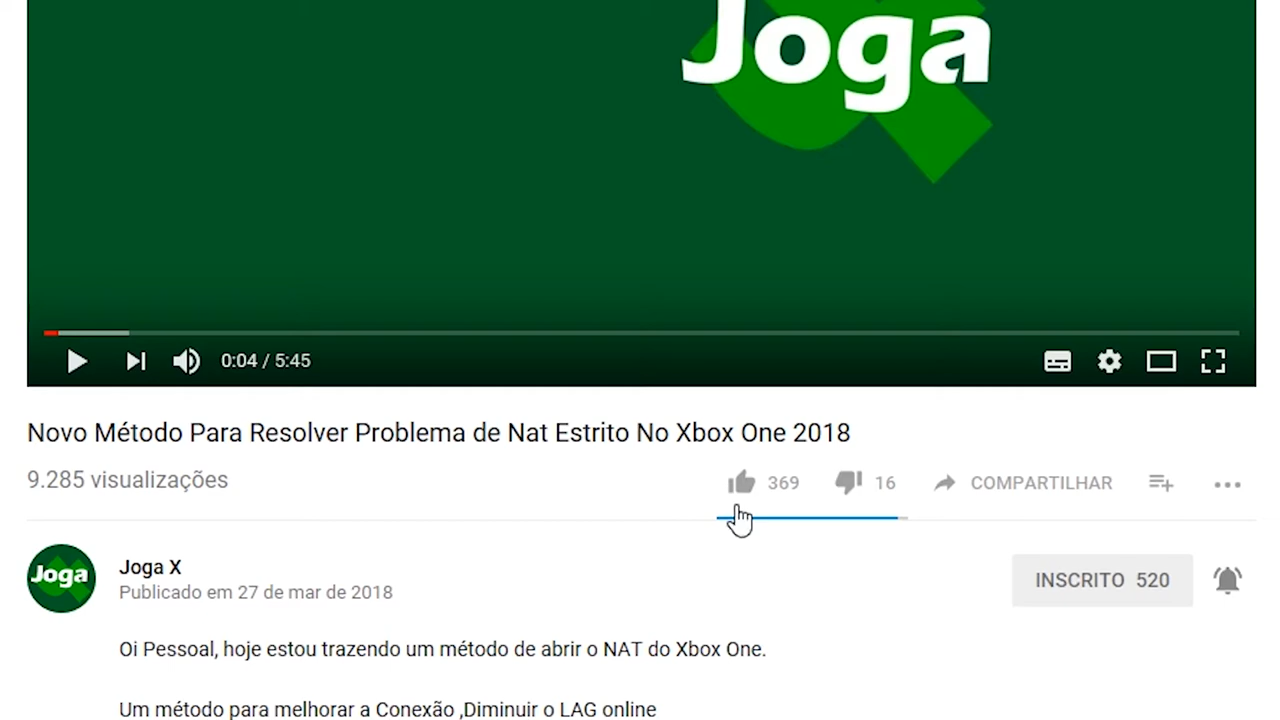 Joga
0:04 / 5:45
Novo Método Para Resolver Problema de Nat Estrito No Xbox One 2018
9.285 visualizações
369 16 COMPARTILHAR
Joga
Joga X
Publicado em 27 de mar de 2018
INSCRITO 520
Oi Pessoal, hoje estou trazendo um método de abrir o NAT do Xbox One.
Um método para melhorar a Conexão ,Diminuir o LAG online